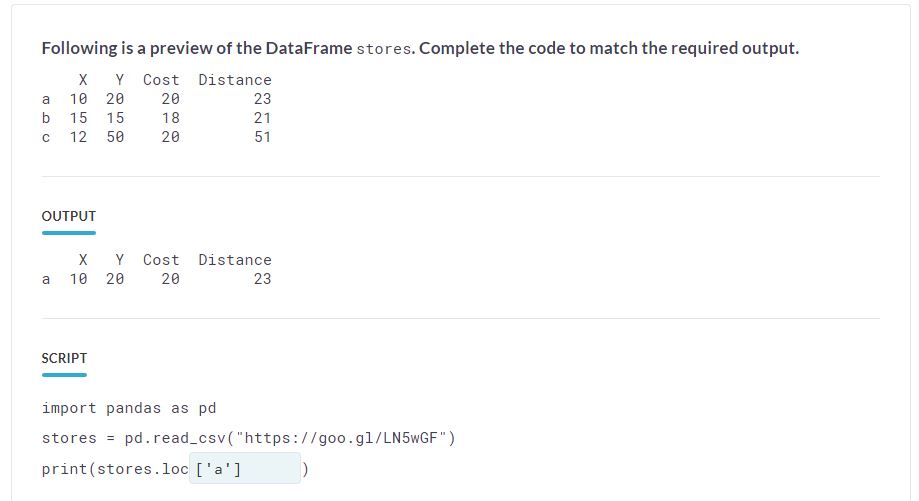 Following is a preview of the DataFrame stores. Complete the code to match the required output.
X Y Cost Distance
a 10 20 20 23
b 15 15 18 21
c 12 50 20 51
OUTPUT
X Y Cost Distance
a 10 20 20 23
SCRIPT
import pandas as pd
stores = pd.read_csv("https://goo.gl/LN5wGF")
print(stores.loc['a'] )